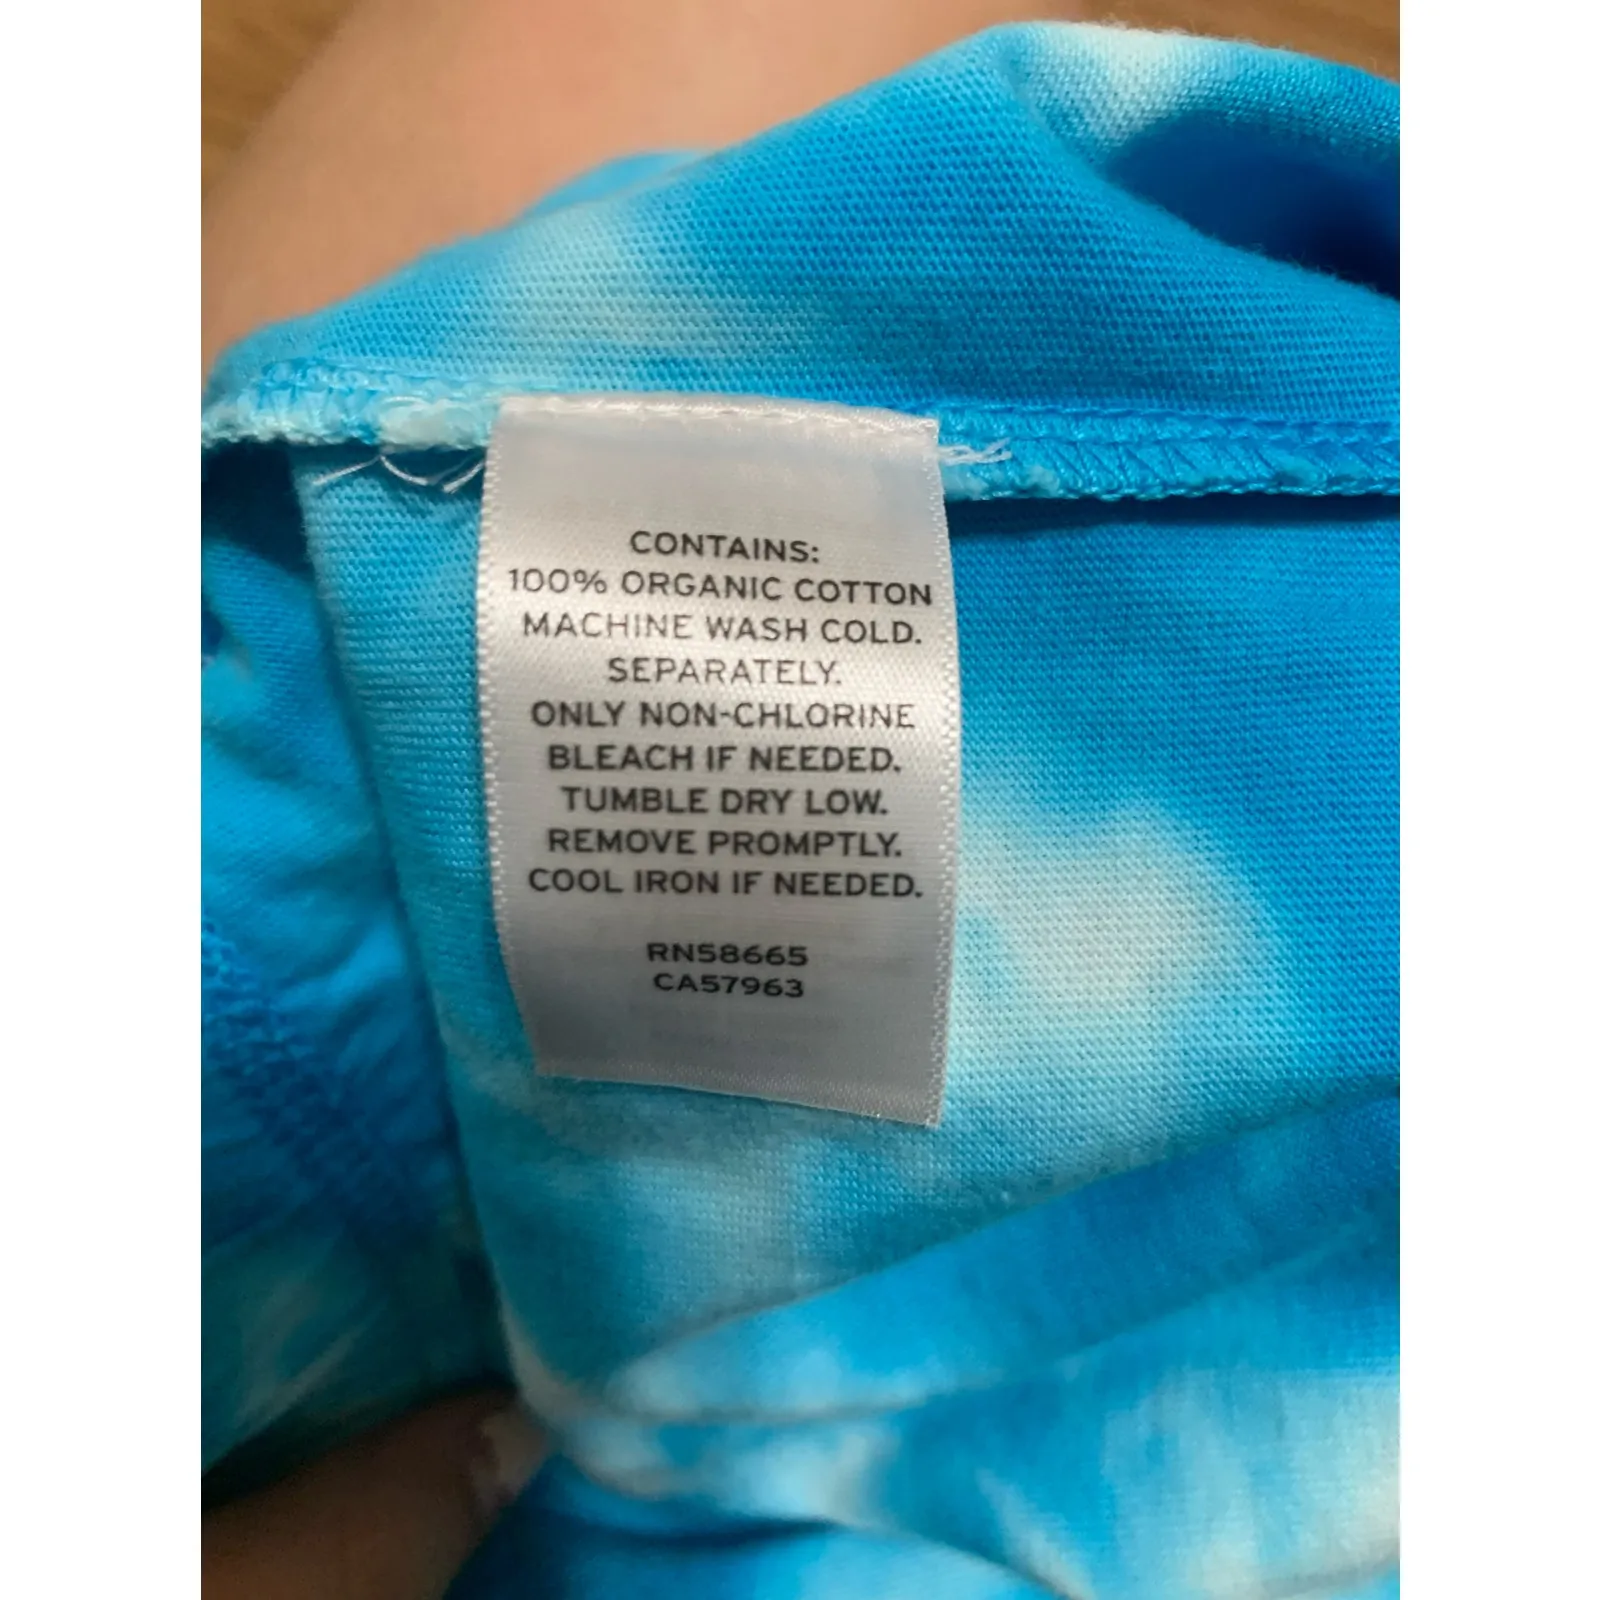 CONTAINS:
100% ORGANIC COTTON
MACHINE WASH COLD.
SEPARATELY.
ONLY NON-CHLORINE
BLEACH IF NEEDED.
TUMBLE DRY LOW.
REMOVE PROMPTLY.
COOL IRON IF NEEDED.
RN58665
CA57963